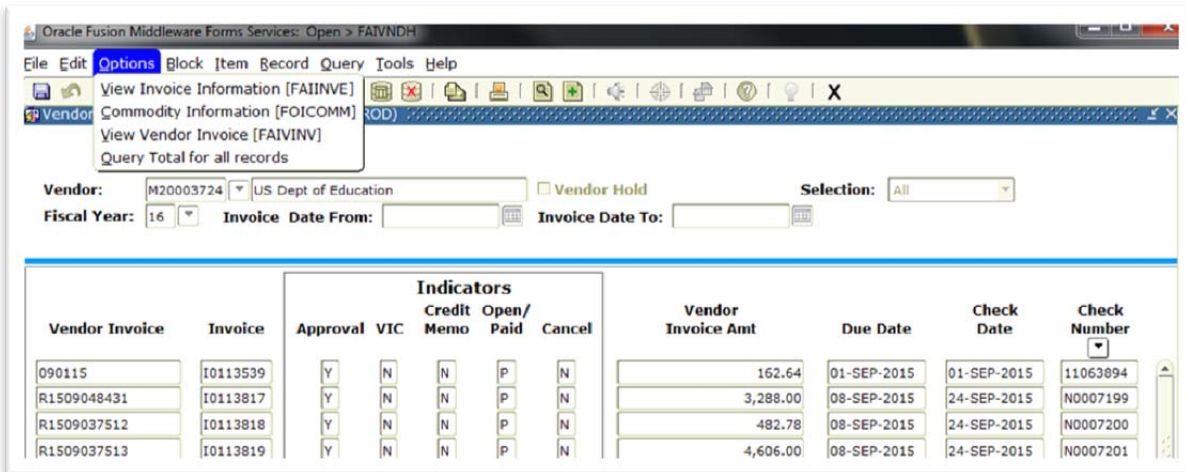 Oracle Fusion Middleware Forms Services: Open > FAIVNDH
File Edit Options Block Item Record Query Tools Help
View Invoice Information [FAIINVE]
Commodity Information [FOICOMM]
View Vendor Invoice [FAIVINV]
Query Total for all records
Vendor ROD)
Vendor: M20003724 US Dept of Education Vendor Hold Selection: All
Fiscal Year: 16 Invoice Date From: Invoice Date To:
Indicators
Credit Open/ Vendor Check Check
Vendor Invoice Invoice Approval VIC Memo Paid Cancel Invoice Amt Due Date Date Number
090115 I0113539 Y N N P N 162.64 01-SEP-2015 01-SEP-2015 11063894
R1509048431 I0113817 Y N N P N 3,288.00 08-SEP-2015 24-SEP-2015 N0007199
R1509037512 I0113818 Y N N P N 482.78 08-SEP-2015 24-SEP-2015 N0007200
R1509037513 I0113819 Y N N P N 4,606.00 08-SEP-2015 24-SEP-2015 N0007201